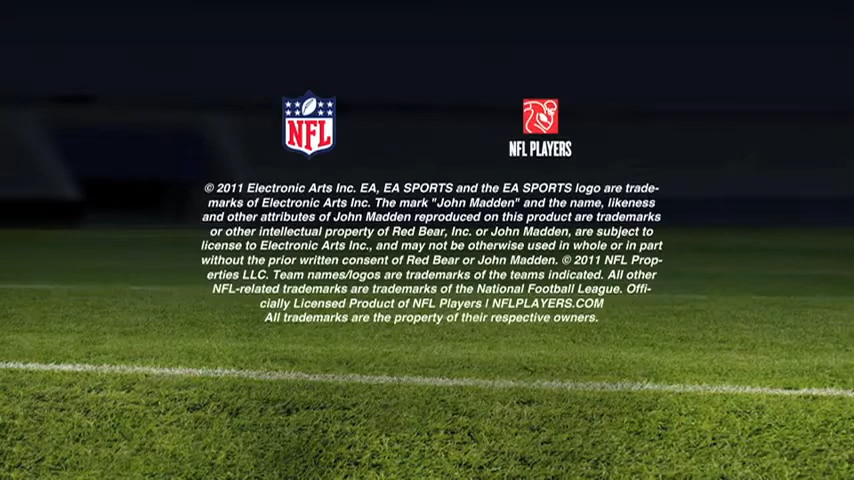 NFL
NFL PLAYERS
© 2011 Electronic Arts Inc. EA, EA SPORTS and the EA SPORTS logo are trade-
marks of Electronic Arts Inc. The mark "John Madden" and the name, likeness
and other attributes of John Madden reproduced on this product are trademarks
or other intellectual property of Red Bear, Inc. or John Madden, are subject to
license to Electronic Arts Inc., and may not be otherwise used in whole or in part
without the prior written consent of Red Bear or John Madden. © 2011 NFL Prop-
erties LLC. Team names/logos are trademarks of the teams indicated. All other
NFL-related trademarks are trademarks of the National Football League. Offi-
cially Licensed Product of NFL Players | NFLPLAYERS.COM
All trademarks are the property of their respective owners.